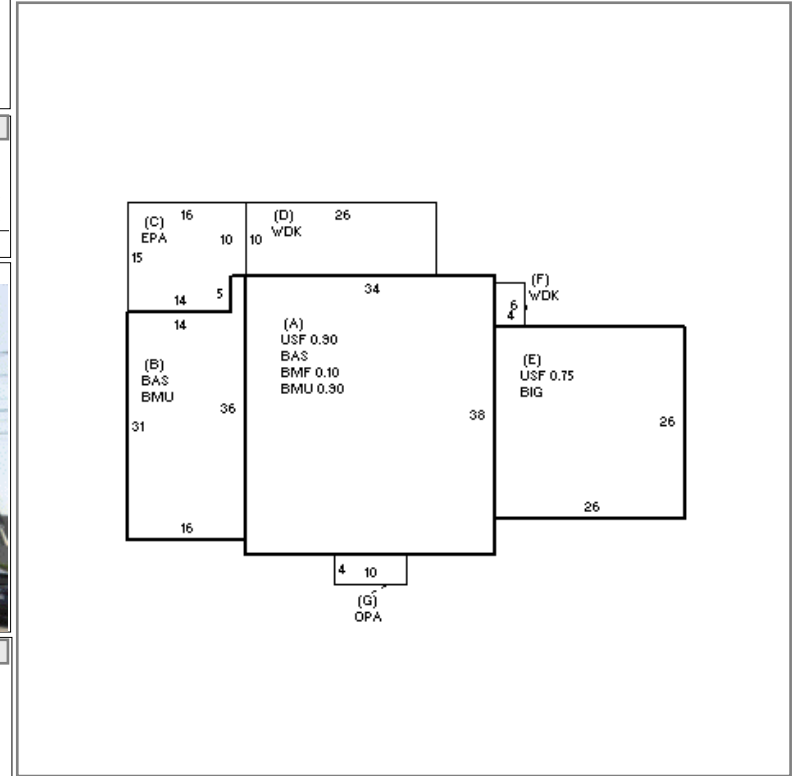 (C)
EPA
16
10
15
14
5
(D)
WDK
26
10
(F)
WDK
6
4
34
(A)
USF 0.90
BAS
BMF 0.10
BMU 0.90
38
14
(B)
BAS
BMU
36
31
16
(E)
USF 0.75
BIG
26
26
4
10
(G)
OPA